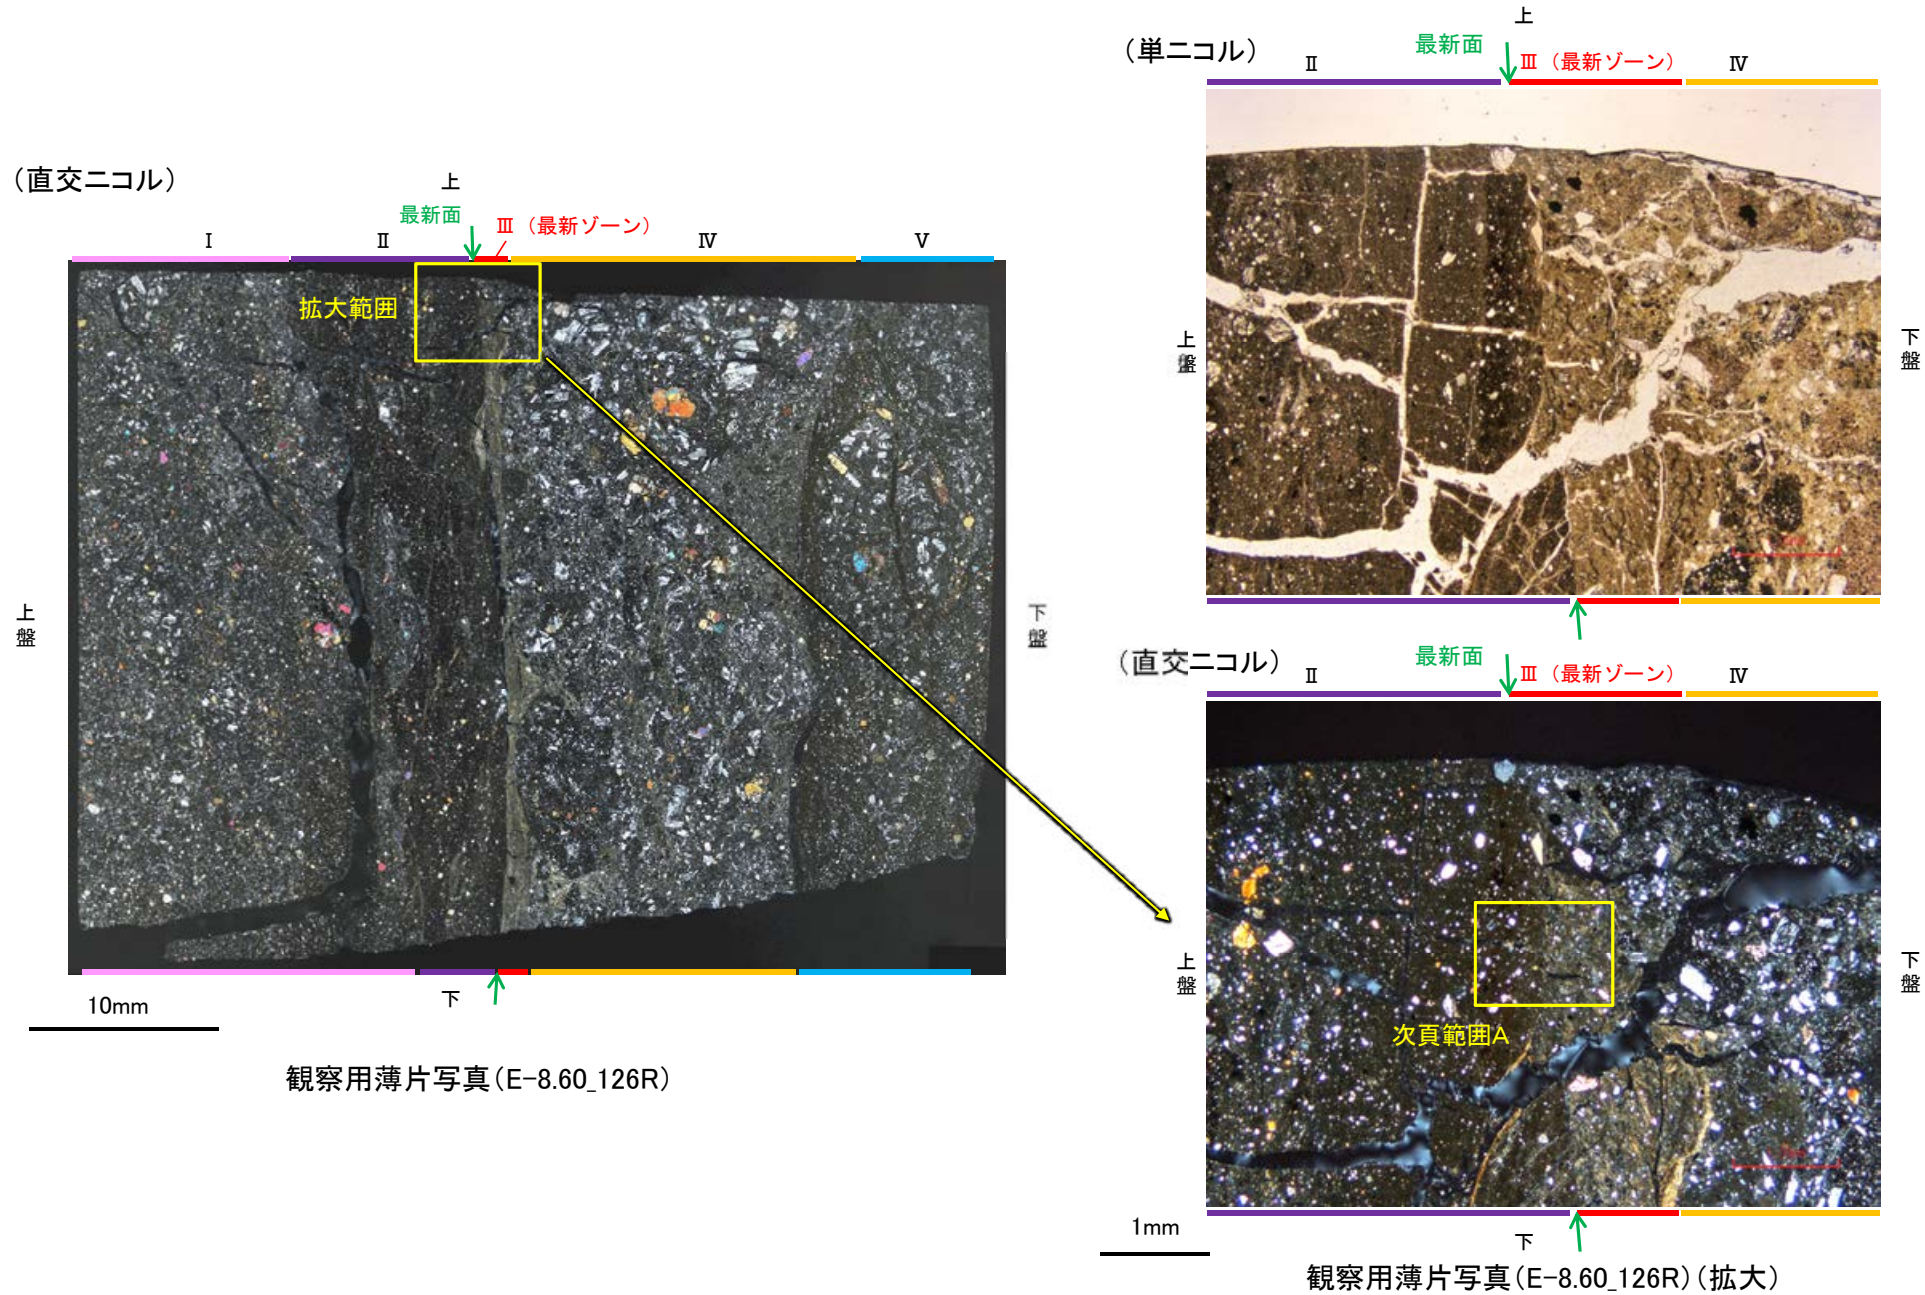 (直交ニコル)
上
最新面
Ⅲ (最新ゾーン)
Ⅰ
Ⅱ
Ⅳ
Ⅴ
拡大範囲
上盤
下盤
下
10mm
観察用薄片写真(E-8.60_126R)
(単ニコル)
上
最新面
Ⅱ
Ⅲ (最新ゾーン)
Ⅳ
上盤
下盤
(直交ニコル)
最新面
Ⅱ
Ⅲ (最新ゾーン)
Ⅳ
上盤
下盤
次頁範囲A
1mm
下
観察用薄片写真(E-8.60_126R)(拡大)